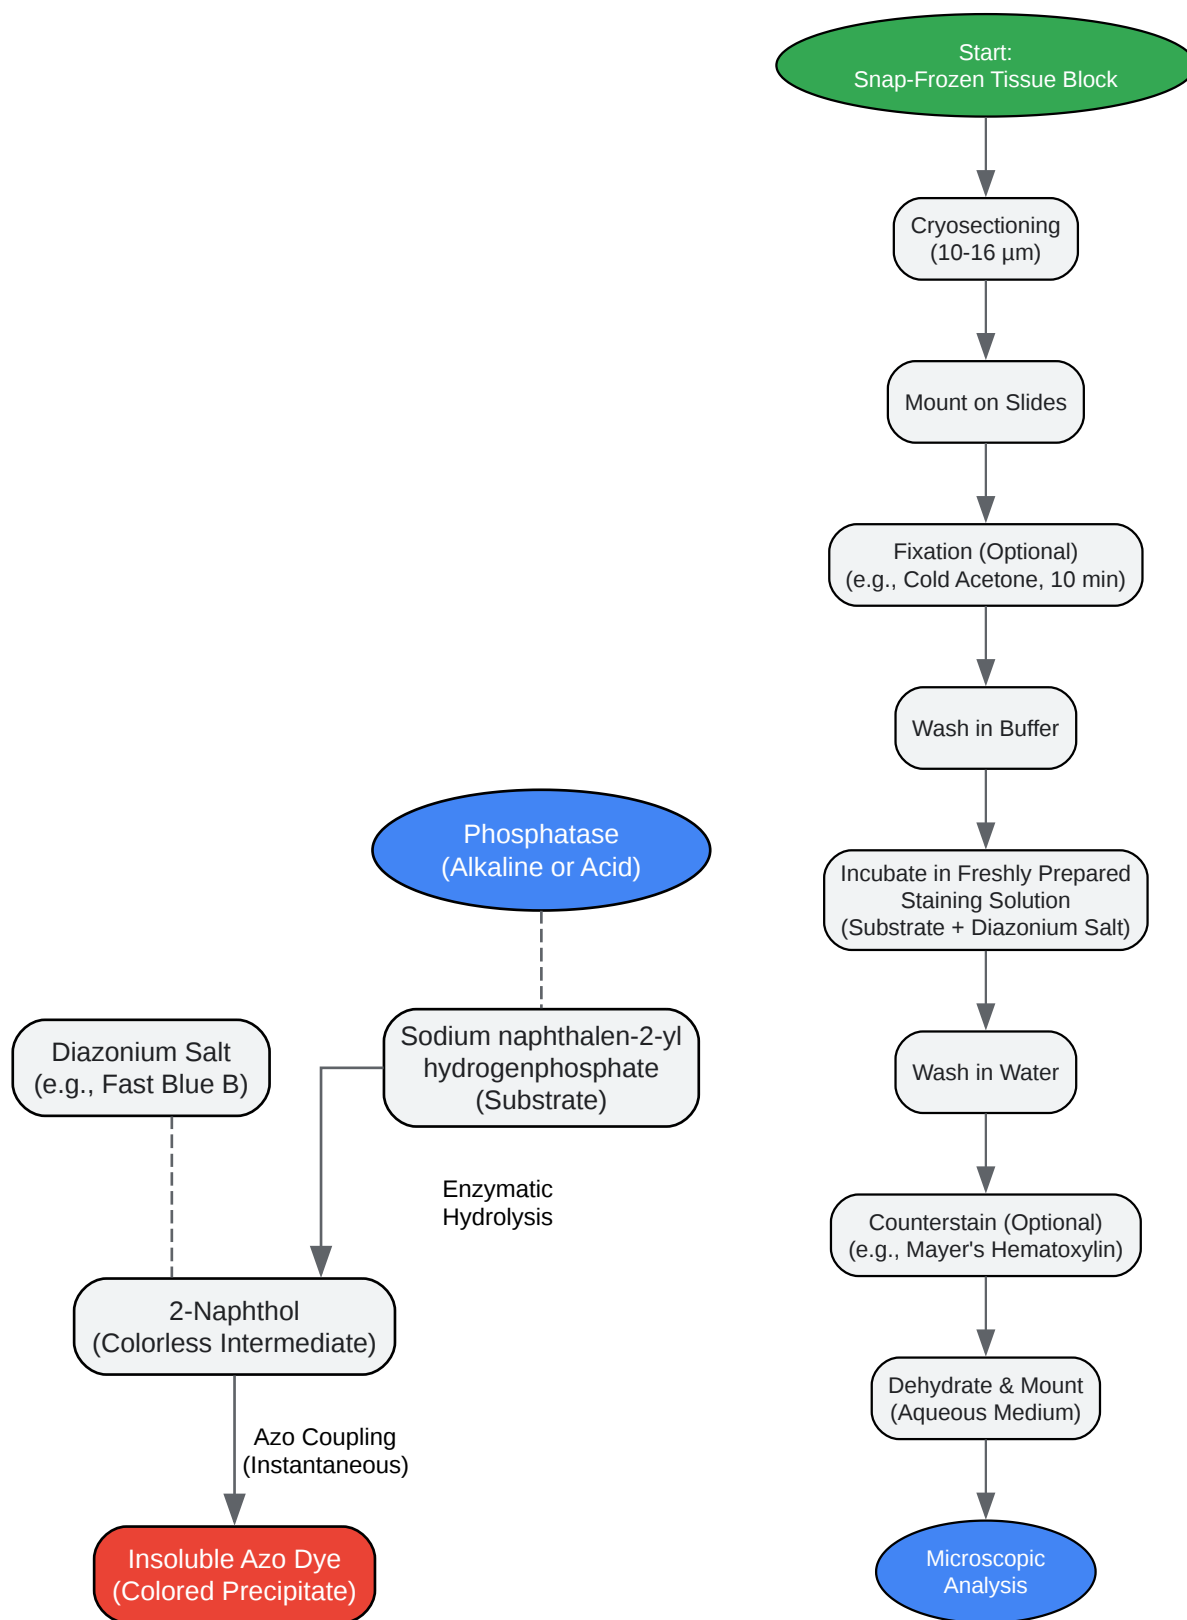 Start:
Snap-Frozen Tissue Block
Cryosectioning
(10-16 µm)
Mount on Slides
Fixation (Optional)
(e.g., Cold Acetone, 10 min)
Wash in Buffer
Incubate in Freshly Prepared
Staining Solution
(Substrate + Diazonium Salt)
Wash in Water
Counterstain (Optional)
(e.g., Mayer's Hematoxylin)
Dehydrate & Mount
(Aqueous Medium)
Microscopic
Analysis
Phosphatase
(Alkaline or Acid)
Diazonium Salt
(e.g., Fast Blue B)
Sodium naphthalen-2-yl
hydrogenphosphate
(Substrate)
Enzymatic
Hydrolysis
2-Naphthol
(Colorless Intermediate)
Azo Coupling
(Instantaneous)
Insoluble Azo Dye
(Colored Precipitate)